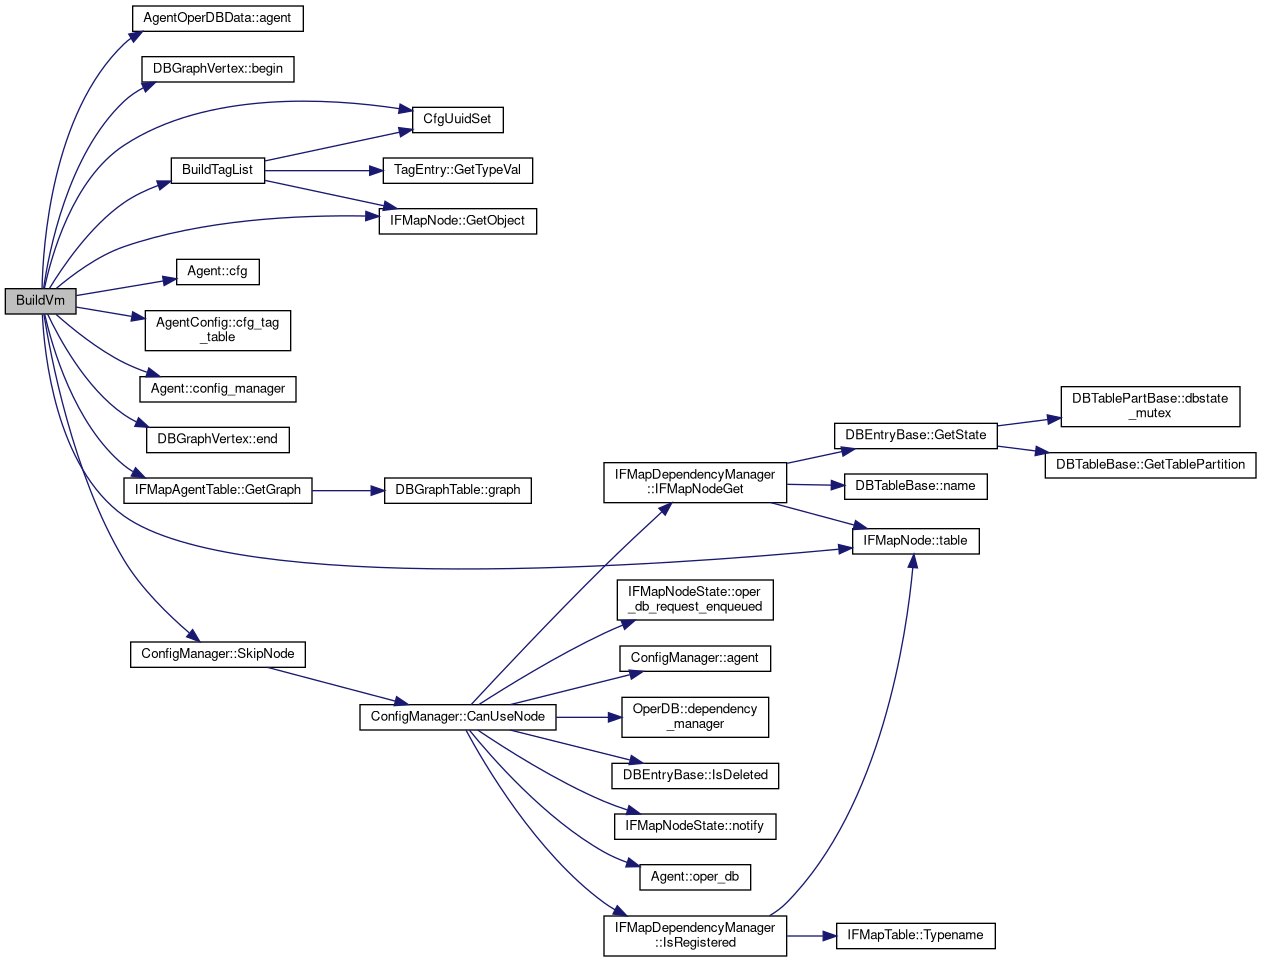 AgentOperDBData::agent
DBGraphVertex::begin
CfgUuidSet
BuildTagList
TagEntry::GetTypeVal
IFMapNode::GetObject
Agent::cfg
BuildVm
AgentConfig::cfg_tag
_table
Agent::config_manager
DBGraphVertex::end
IFMapAgentTable::GetGraph
DBGraphTable::graph
DBTablePartBase::dbstate
_mutex
DBEntryBase::GetState
DBTableBase::GetTablePartition
IFMapDependencyManager
::IFMapNodeGet
DBTableBase::name
IFMapNode::table
IFMapNodeState::oper
_db_request_enqueued
ConfigManager::SkipNode
ConfigManager::agent
ConfigManager::CanUseNode
OperDB::dependency
_manager
DBEntryBase::IsDeleted
IFMapNodeState::notify
Agent::oper_db
IFMapDependencyManager
::IsRegistered
IFMapTable::Typename